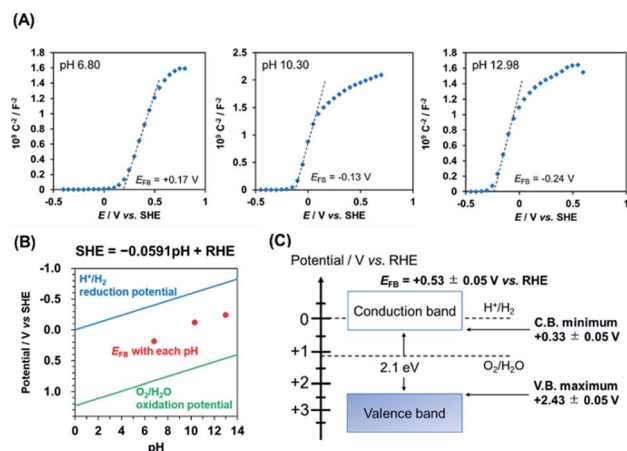 (A)
pH 6.80
pH 10.30
pH 12.98
10⁹ C⁻² / F⁻²
10⁹ C⁻² / F⁻²
10⁹ C⁻² / F⁻²
1.8
1.6
1.4
1.2
1
0.8
0.6
0.4
0.2
0
2.5
2
1.5
1
0.5
0
1.8
1.6
1.4
1.2
1
0.8
0.6
0.4
0.2
0
E_FB = +0.17 V
E_FB = -0.13 V
E_FB = -0.24 V
-0.5 0 0.5 1
-0.5 0 0.5 1
-0.5 0 0.5 1
E / V vs. SHE
E / V vs. SHE
E / V vs. SHE
(B)
SHE = −0.0591pH + RHE
Potential / V vs SHE
-1.0
0.0
0.5
1.0
H⁺/H₂
reduction potential
E_FB with each pH
O₂/H₂O
oxidation potential
0 2 4 6 8 10 12 14
pH
(C)
Potential / V vs. RHE
E_FB = +0.53 ± 0.05 V vs. RHE
0
+1
+2
+3
Conduction band
H⁺/H₂
C.B. minimum
+0.33 ± 0.05 V
O₂/H₂O
2.1 eV
V.B. maximum
+2.43 ± 0.05 V
Valence band